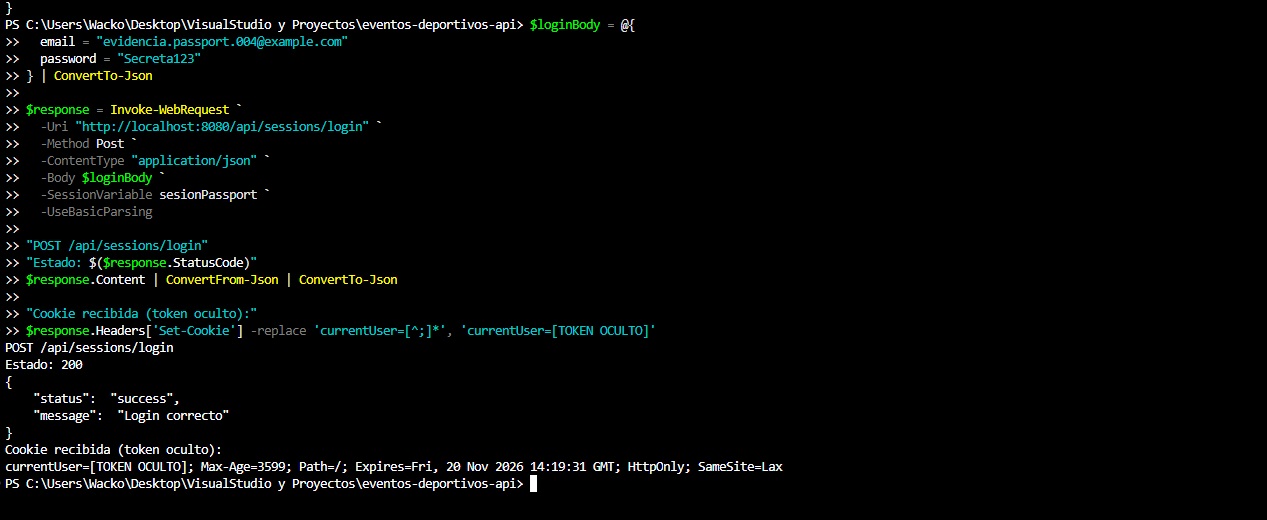 }
PS C:\Users\Wacko\Desktop\VisualStudio y Proyectos\eventos-deportivos-api> $loginBody = @{
>>   email = "evidencia.passport.004@example.com"
>>   password = "Secreta123"
>> } | ConvertTo-Json
>>
>> $response = Invoke-WebRequest `
>>   -Uri "http://localhost:8080/api/sessions/login" `
>>   -Method Post `
>>   -ContentType "application/json" `
>>   -Body $loginBody `
>>   -SessionVariable sesionPassport `
>>   -UseBasicParsing
>>
>> "POST /api/sessions/login"
>> "Estado: $($response.StatusCode)"
>> $response.Content | ConvertFrom-Json | ConvertTo-Json
>>
>> "Cookie recibida (token oculto):"
>> $response.Headers['Set-Cookie'] -replace 'currentUser=[^;]*', 'currentUser=[TOKEN OCULTO]'
POST /api/sessions/login
Estado: 200
{
    "status":  "success",
    "message":  "Login correcto"
}
Cookie recibida (token oculto):
currentUser=[TOKEN OCULTO]; Max-Age=3599; Path=/; Expires=Fri, 20 Nov 2026 14:19:31 GMT; HttpOnly; SameSite=Lax
PS C:\Users\Wacko\Desktop\VisualStudio y Proyectos\eventos-deportivos-api>